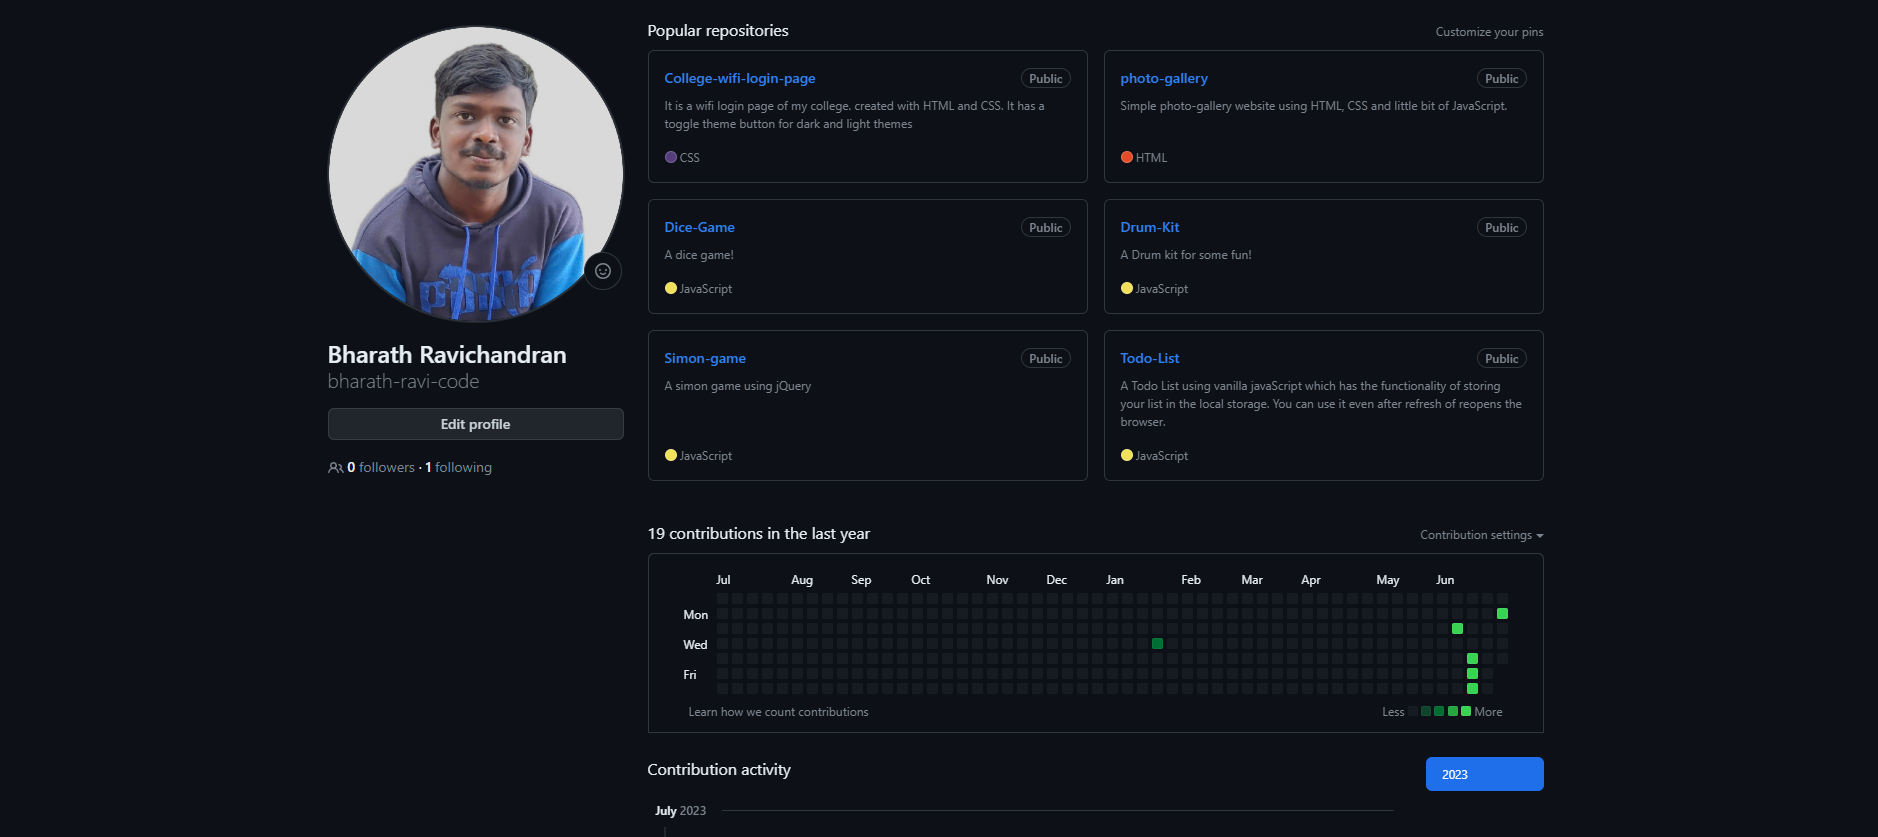 Popular repositories
Customize your pins
College-wifi-login-page
Public
It is a wifi login page of my college. created with HTML and CSS. It has a
toggle theme button for dark and light themes
CSS
photo-gallery
Public
Simple photo-gallery website using HTML, CSS and little bit of JavaScript.
HTML
Dice-Game
Public
A dice game!
JavaScript
Drum-Kit
Public
A Drum kit for some fun!
JavaScript
Simon-game
Public
A simon game using jQuery
JavaScript
Todo-List
Public
A Todo List using vanilla javaScript which has the functionality of storing
your list in the local storage. You can use it even after refresh of reopens the
browser.
JavaScript
Bharath Ravichandran
bharath-ravi-code
Edit profile
0 followers · 1 following
19 contributions in the last year
Contribution settings
Jul Aug Sep Oct Nov Dec Jan Feb Mar Apr May Jun
Mon
Wed
Fri
Learn how we count contributions
Less More
Contribution activity
2023
July 2023